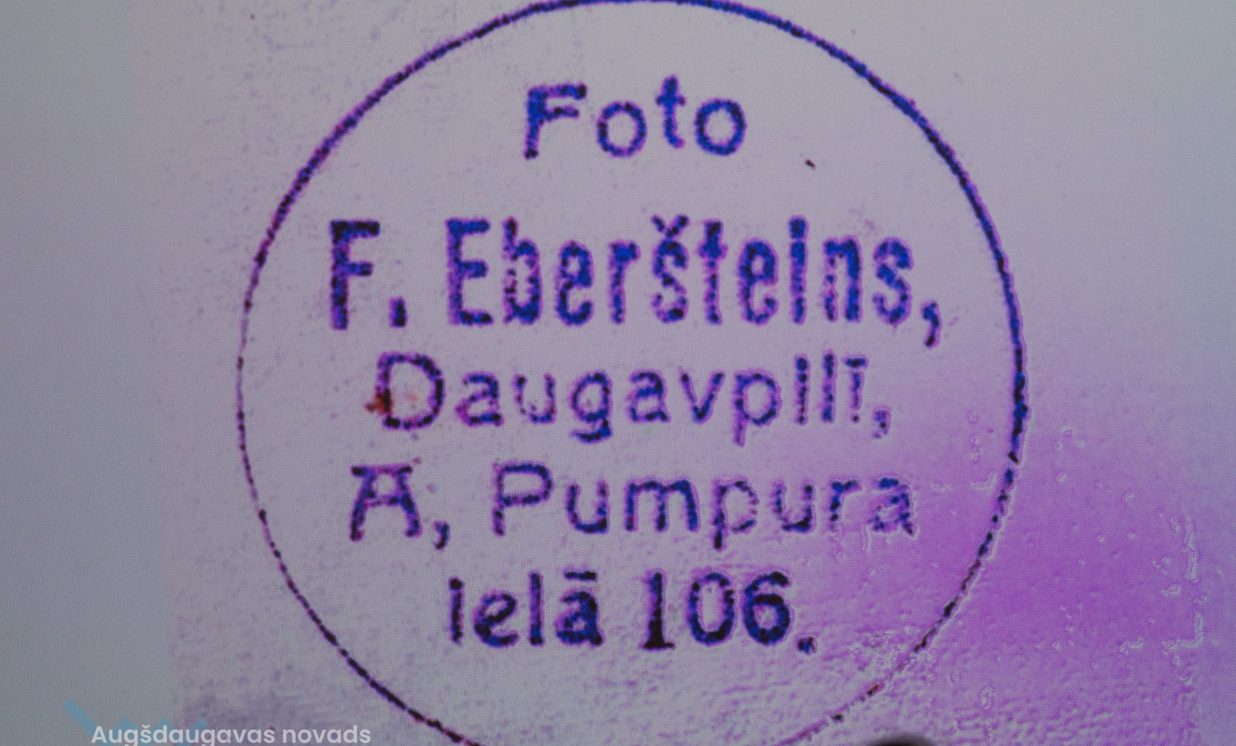 Foto
F. Eberšteins,
Daugavpilī,
A, Pumpura
ielā 106.
Augšdaugavas novads